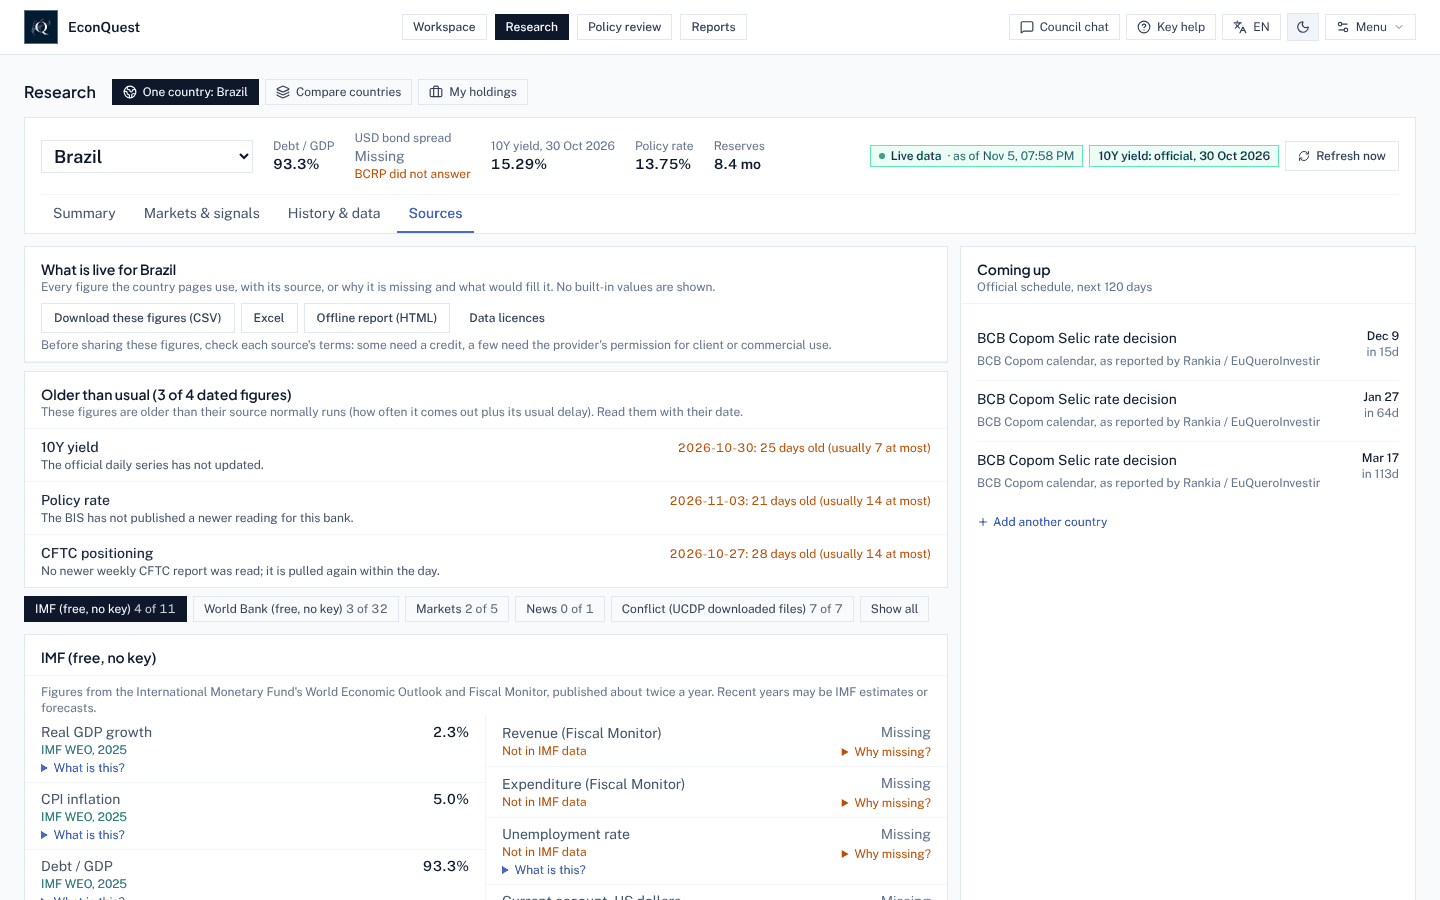 EconQuest
Workspace
Research
Policy review
Reports
Council chat
Key help
EN
Menu
Research
One country: Brazil
Compare countries
My holdings
Brazil
Debt / GDP
93.3%
USD bond spread
Missing
BCRP did not answer
10Y yield, 30 Oct 2026
15.29%
Policy rate
13.75%
Reserves
8.4 mo
Live data · as of Nov 5, 07:58 PM
10Y yield: official, 30 Oct 2026
Refresh now
Summary
Markets & signals
History & data
Sources
What is live for Brazil
Every figure the country pages use, with its source, or why it is missing and what would fill it. No built-in values are shown.
Download these figures (CSV)
Excel
Offline report (HTML)
Data licences
Before sharing these figures, check each source's terms: some need a credit, a few need the provider's permission for client or commercial use.
Older than usual (3 of 4 dated figures)
These figures are older than their source normally runs (how often it comes out plus its usual delay). Read them with their date.
10Y yield
2026-10-30: 25 days old (usually 7 at most)
The official daily series has not updated.
Policy rate
2026-11-03: 21 days old (usually 14 at most)
The BIS has not published a newer reading for this bank.
CFTC positioning
2026-10-27: 28 days old (usually 14 at most)
No newer weekly CFTC report was read; it is pulled again within the day.
IMF (free, no key) 4 of 11
World Bank (free, no key) 3 of 32
Markets 2 of 5
News 0 of 1
Conflict (UCDP downloaded files) 7 of 7
Show all
IMF (free, no key)
Figures from the International Monetary Fund's World Economic Outlook and Fiscal Monitor, published about twice a year. Recent years may be IMF estimates or
forecasts.
Real GDP growth
2.3%
IMF WEO, 2025
What is this?
CPI inflation
5.0%
IMF WEO, 2025
What is this?
Debt / GDP
93.3%
IMF WEO, 2025
What is this?
Revenue (Fiscal Monitor)
Missing
Not in IMF data
Why missing?
Expenditure (Fiscal Monitor)
Missing
Not in IMF data
Why missing?
Unemployment rate
Missing
Not in IMF data
Why missing?
What is this?
Current account, US dollars
Missing
Coming up
Official schedule, next 120 days
BCB Copom Selic rate decision
Dec 9
BCB Copom calendar, as reported by Rankia / EuQueroInvestir
in 15d
BCB Copom Selic rate decision
Jan 27
BCB Copom calendar, as reported by Rankia / EuQueroInvestir
in 64d
BCB Copom Selic rate decision
Mar 17
BCB Copom calendar, as reported by Rankia / EuQueroInvestir
in 113d
+ Add another country